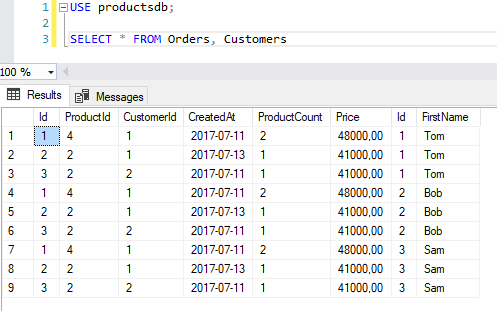 1 USE productsdb;
2
3 SELECT * FROM Orders, Customers
100 %
Results Messages
Id ProductId CustomerId CreatedAt ProductCount Price Id FirstName
1 1 4 1 2017-07-11 2 48000,00 1 Tom
2 2 2 1 2017-07-13 1 41000,00 1 Tom
3 3 2 2 2017-07-11 1 41000,00 1 Tom
4 1 4 1 2017-07-11 2 48000,00 2 Bob
5 2 2 1 2017-07-13 1 41000,00 2 Bob
6 3 2 2 2017-07-11 1 41000,00 2 Bob
7 1 4 1 2017-07-11 2 48000,00 3 Sam
8 2 2 1 2017-07-13 1 41000,00 3 Sam
9 3 2 2 2017-07-11 1 41000,00 3 Sam